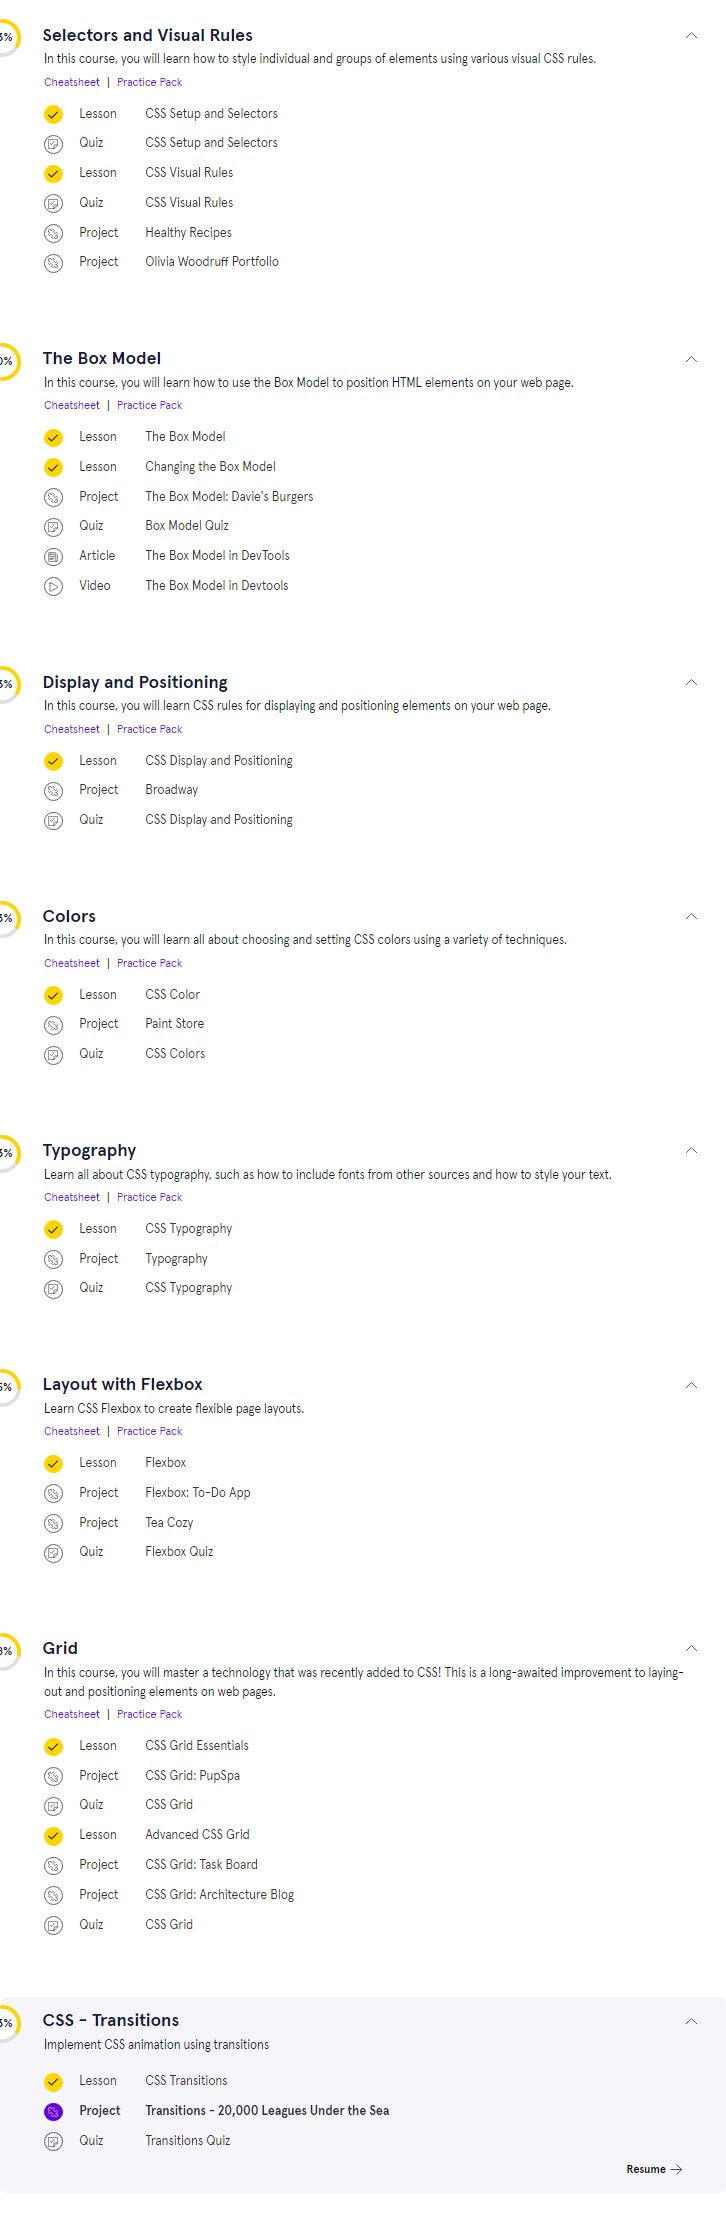 Selectors and Visual Rules
In this course, you will learn how to style individual and groups of elements using various visual CSS rules.
Cheatsheet | Practice Pack
Lesson CSS Setup and Selectors
Quiz CSS Setup and Selectors
Lesson CSS Visual Rules
Quiz CSS Visual Rules
Project Healthy Recipes
Project Olivia Woodruff Portfolio
The Box Model
In this course, you will learn how to use the Box Model to position HTML elements on your web page.
Cheatsheet | Practice Pack
Lesson The Box Model
Lesson Changing the Box Model
Project The Box Model: Davie's Burgers
Quiz Box Model Quiz
Article The Box Model in DevTools
Video The Box Model in Devtools
Display and Positioning
In this course, you will learn CSS rules for displaying and positioning elements on your web page.
Cheatsheet | Practice Pack
Lesson CSS Display and Positioning
Project Broadway
Quiz CSS Display and Positioning
Colors
In this course, you will learn all about choosing and setting CSS colors using a variety of techniques.
Cheatsheet | Practice Pack
Lesson CSS Color
Project Paint Store
Quiz CSS Colors
Typography
Learn all about CSS typography, such as how to include fonts from other sources and how to style your text.
Cheatsheet | Practice Pack
Lesson CSS Typography
Project Typography
Quiz CSS Typography
Layout with Flexbox
Learn CSS Flexbox to create flexible page layouts.
Cheatsheet | Practice Pack
Lesson Flexbox
Project Flexbox: To-Do App
Project Tea Cozy
Quiz Flexbox Quiz
Grid
In this course, you will master a technology that was recently added to CSS! This is a long-awaited improvement to laying-
out and positioning elements on web pages.
Cheatsheet | Practice Pack
Lesson CSS Grid Essentials
Project CSS Grid: PupSpa
Quiz CSS Grid
Lesson Advanced CSS Grid
Project CSS Grid: Task Board
Project CSS Grid: Architecture Blog
Quiz CSS Grid
CSS - Transitions
Implement CSS animation using transitions
Lesson CSS Transitions
Project Transitions - 20,000 Leagues Under the Sea
Quiz Transitions Quiz
Resume